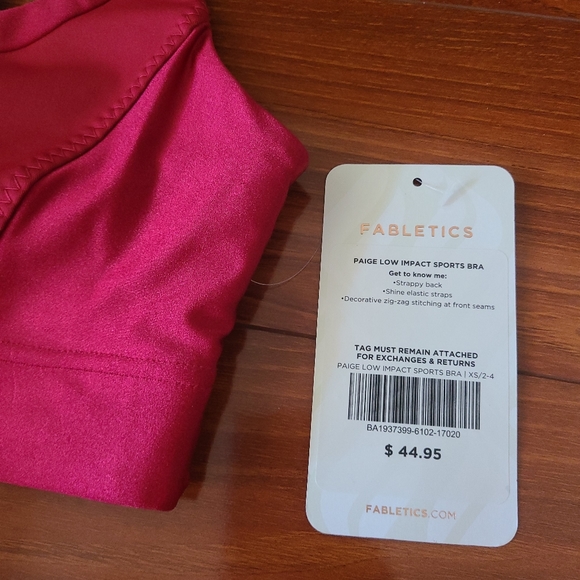 FABLETICS
PAIGE LOW IMPACT SPORTS BRA
Get to know me:
•Strappy back
•Shine elastic straps
•Decorative zig-zag stitching at front seams
TAG MUST REMAIN ATTACHED
FOR EXCHANGES & RETURNS
PAIGE LOW IMPACT SPORTS BRA | XS/2-4
BA1937399-6102-17020
$ 44.95
FABLETICS.COM